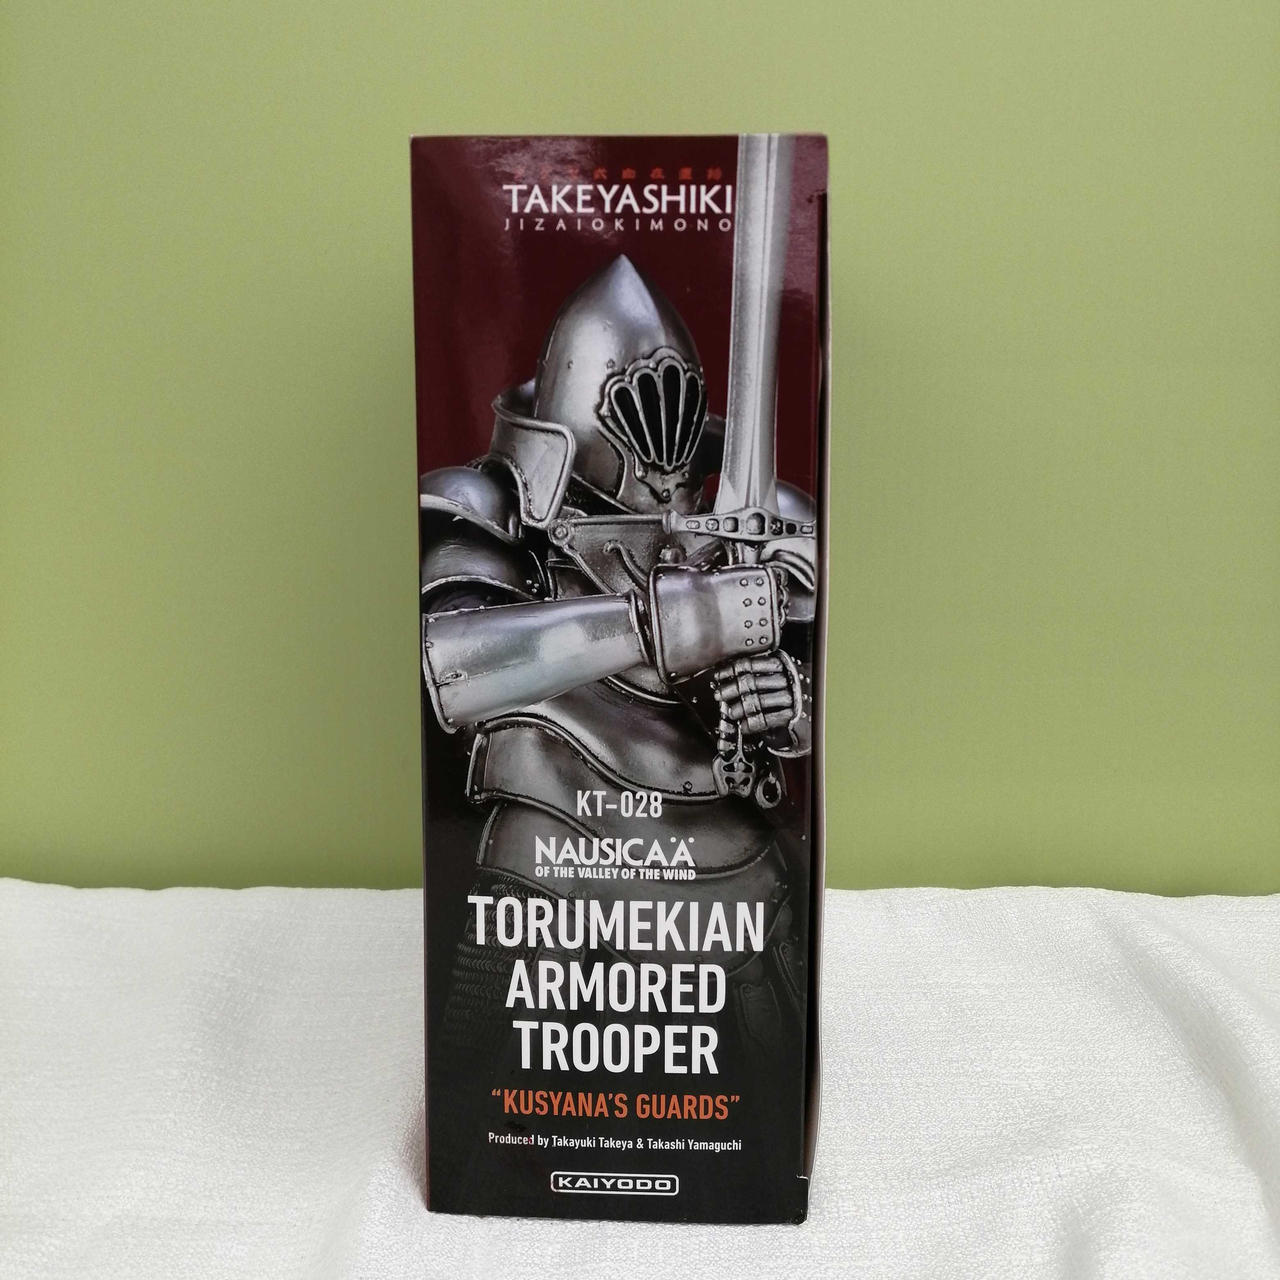 TAKEYASHIKI
JIZAIOKIMONO
KT-028
NAUSICAÄ
OF THE VALLEY OF THE WIND
TORUMEKIAN
ARMORED
TROOPER
“KUSYANA’S GUARDS”
Produced by Takayuki Takeya & Takashi Yamaguchi
KAIYODO